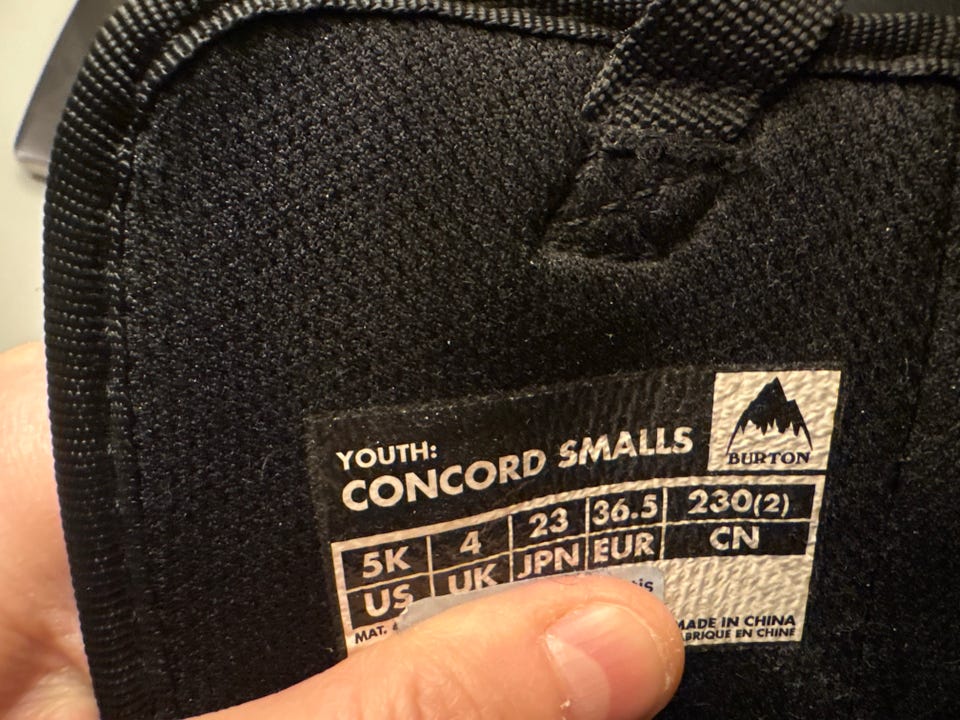 YOUTH:
CONCORD SMALLS
BURTON
5K 4 23 36.5 230(2)
US UK JPN EUR CN
MAT.
MADE IN CHINA
EN CHINE